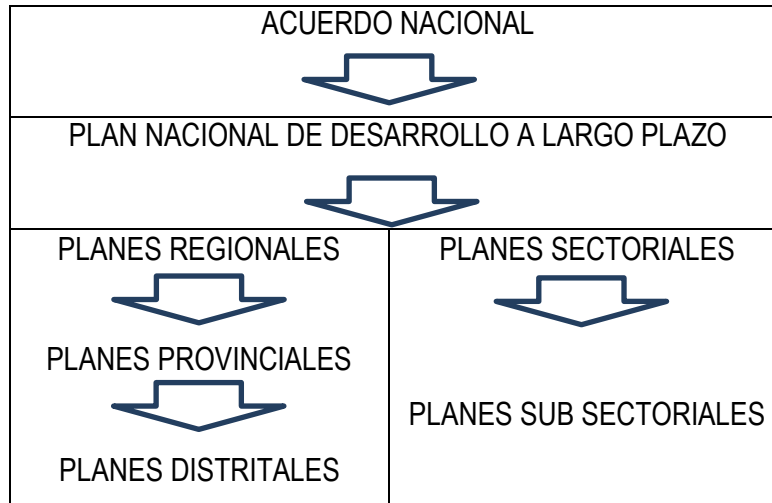 ACUERDO NACIONAL
PLAN NACIONAL DE DESARROLLO A LARGO PLAZO
PLANES REGIONALES
PLANES PROVINCIALES
PLANES DISTRITALES
PLANES SECTORIALES
PLANES SUB SECTORIALES